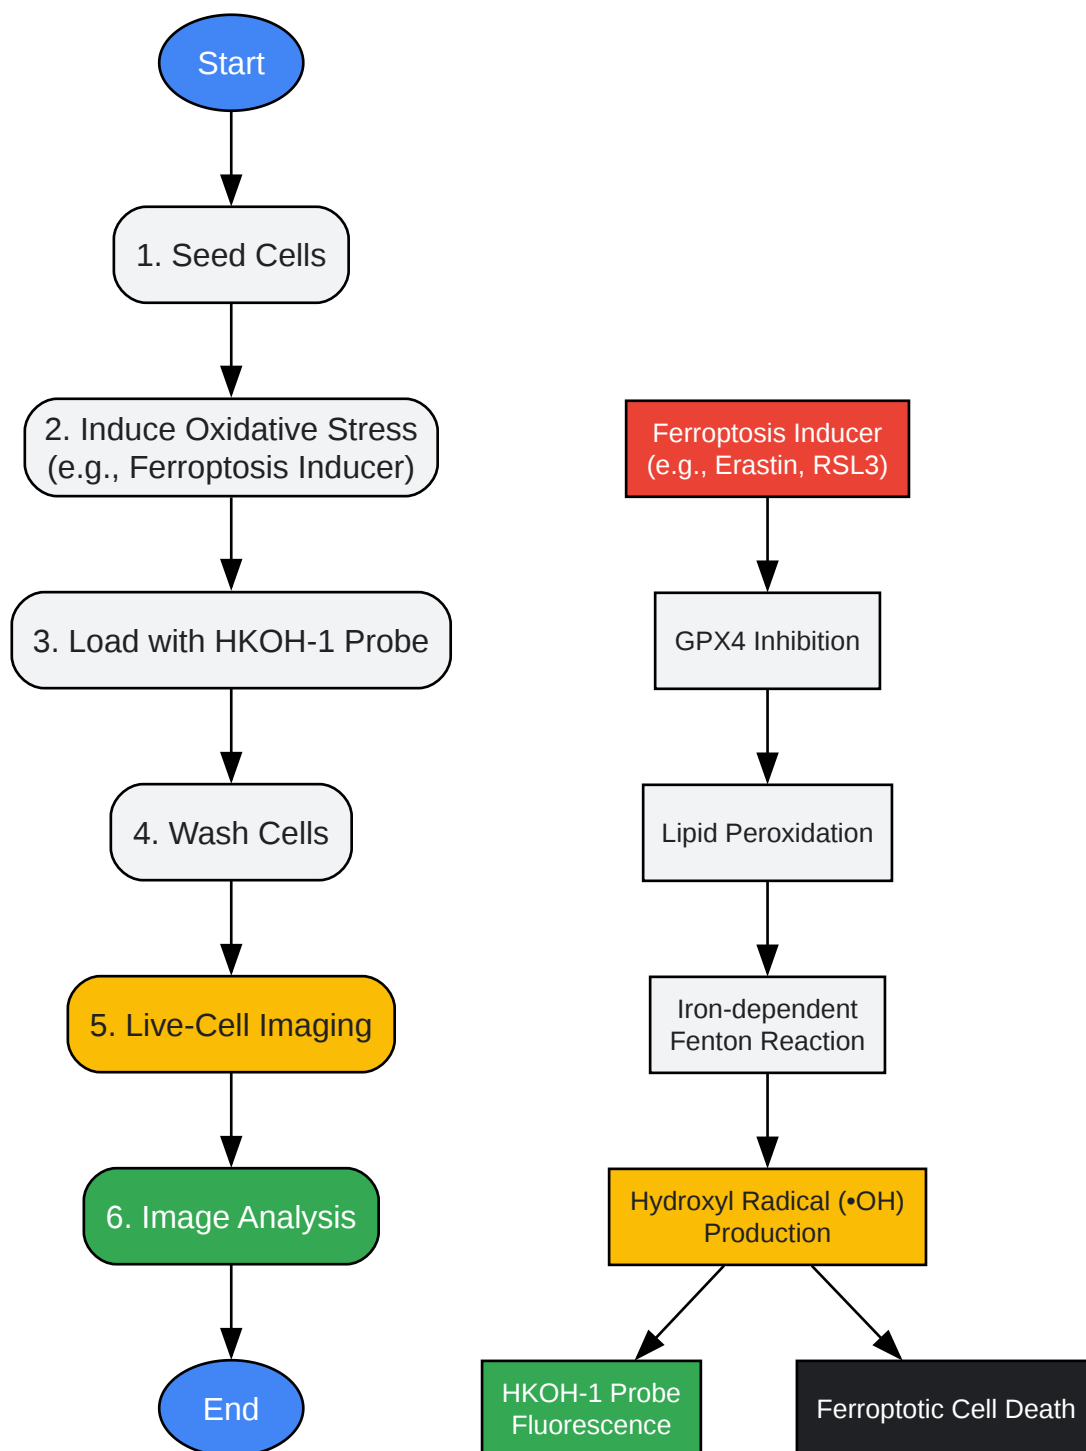 Start
1. Seed Cells
2. Induce Oxidative Stress
(e.g., Ferroptosis Inducer)
3. Load with HKOH-1 Probe
4. Wash Cells
5. Live-Cell Imaging
6. Image Analysis
End
Ferroptosis Inducer
(e.g., Erastin, RSL3)
GPX4 Inhibition
Lipid Peroxidation
Iron-dependent
Fenton Reaction
Hydroxyl Radical (•OH)
Production
HKOH-1 Probe
Fluorescence
Ferroptotic Cell Death